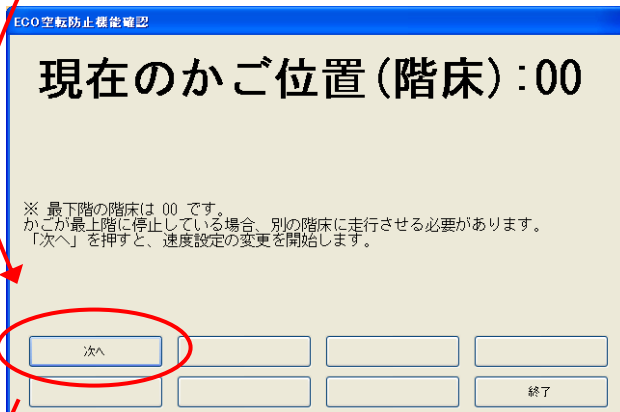 ECO空転防止機能確認
現在のかご位置(階床):00
※ 最下階の階床は 00 です。
かごが最上階に停止している場合、別の階床に走行させる必要があります。
「次へ」を押すと、速度設定の変更を開始します。
次へ
終了